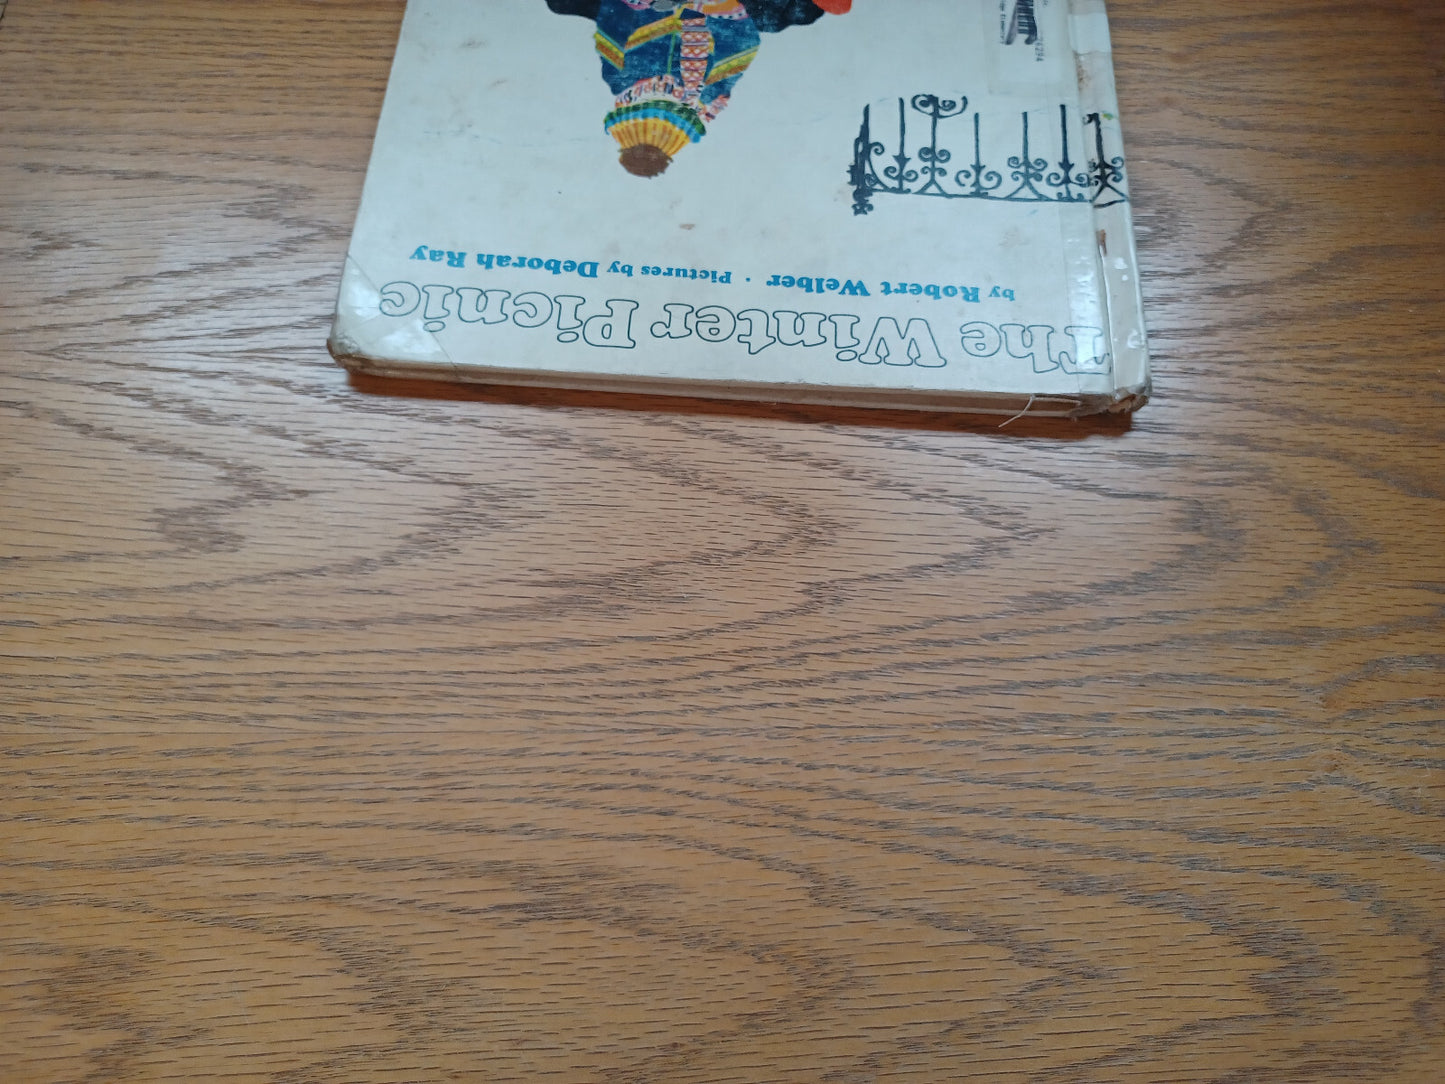 The Winter Picnic
by Robert Welber · Pictures by Deborah Ray